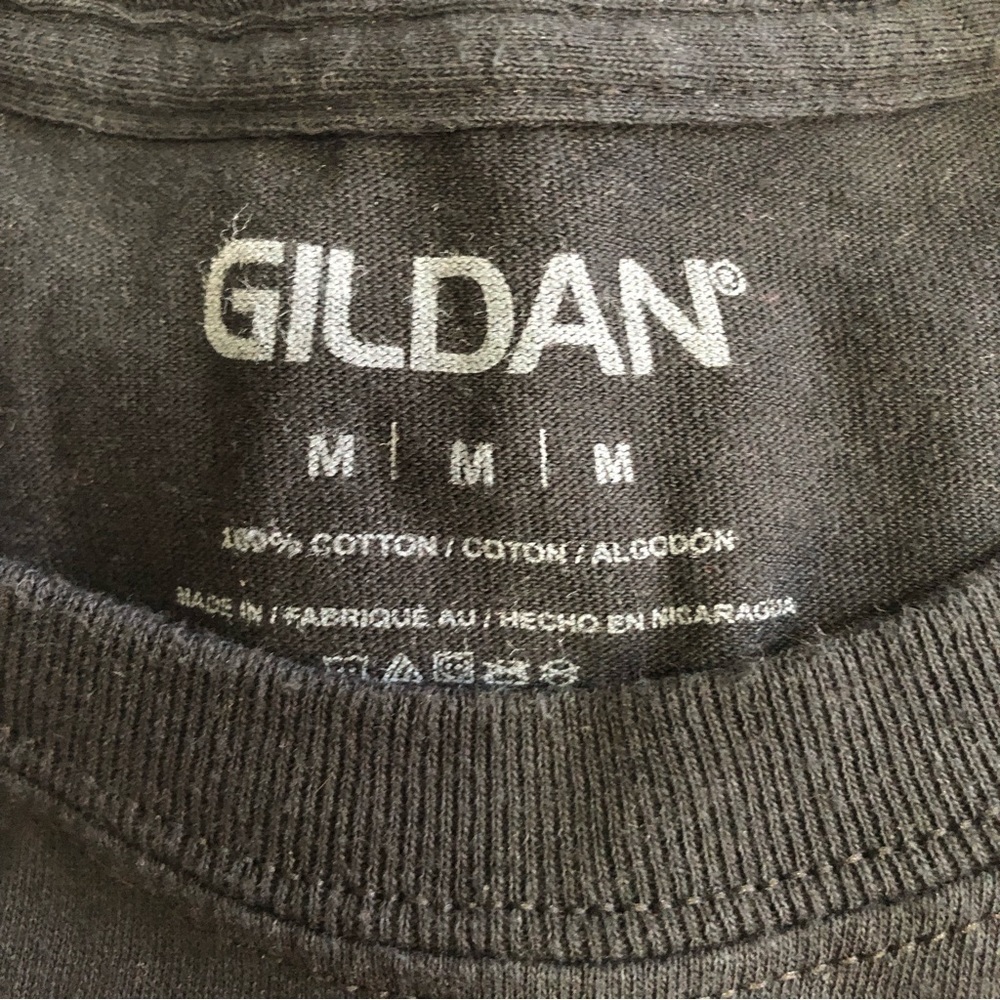 GILDAN®
M | M | M
100% COTTON / COTON / ALGODÓN
MADE IN / FABRIQUÉ AU / HECHO EN NICARAGUA